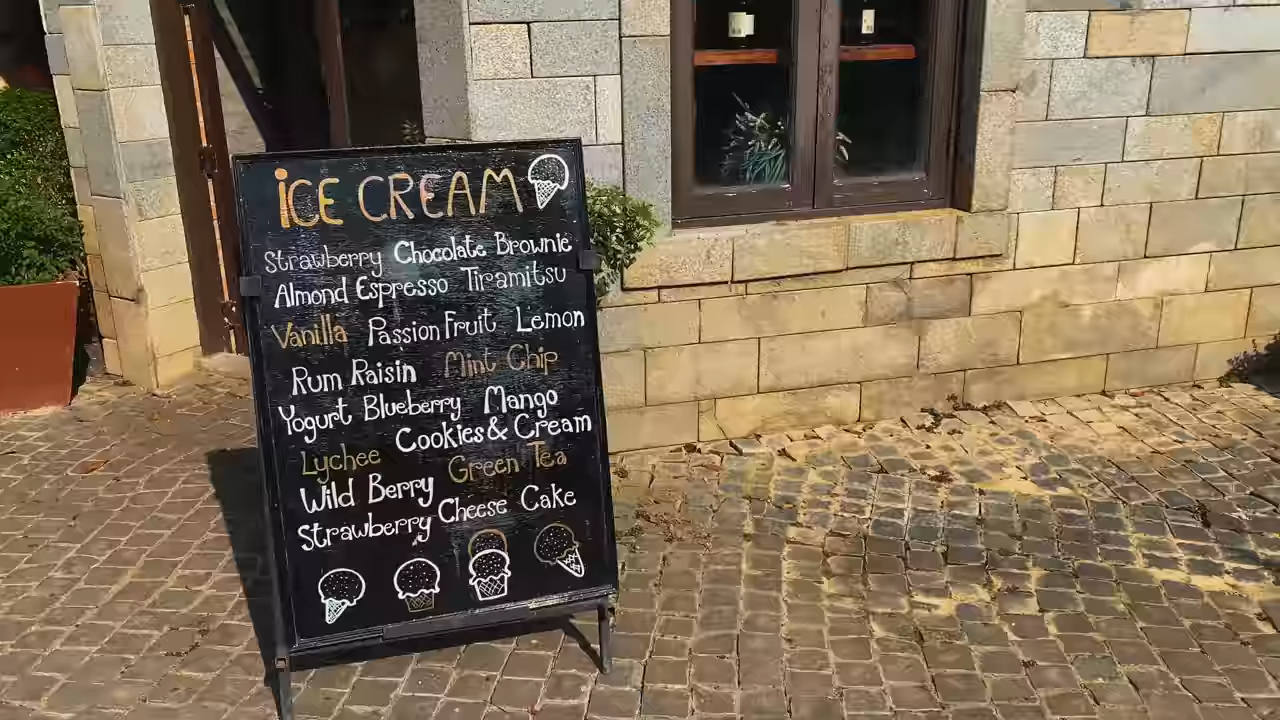 iCE CREAM
Strawberry Chocolate Brownie
Almond Espresso Tiramitsu
Vanilla Passion Fruit Lemon
Rum Raisin Mint Chip
Yogurt Blueberry Mango
Cookies & Cream
Lychee Green Tea
Wild Berry
Strawberry Cheese Cake